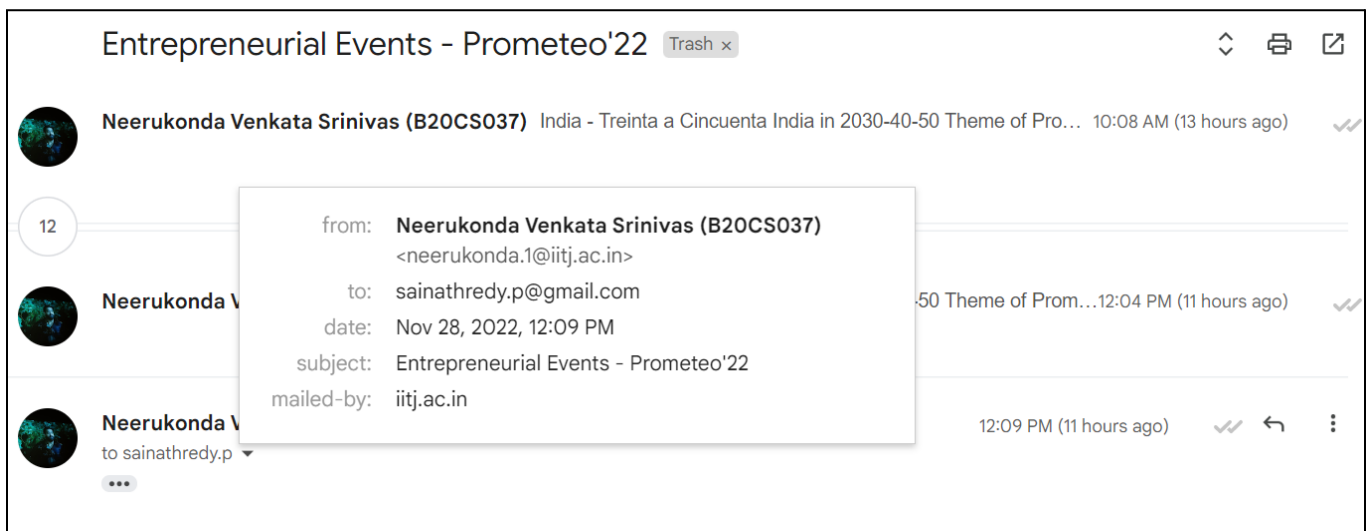 Entrepreneurial Events - Prometeo'22 Trash ×
Neerukonda Venkata Srinivas (B20CS037) India - Treinta a Cincuenta India in 2030-40-50 Theme of Pro... 10:08 AM (13 hours ago)
12
from: Neerukonda Venkata Srinivas (B20CS037)
<neerukonda.1@iitj.ac.in>
to: sainathredy.p@gmail.com
Neerukonda -50 Theme of Prom...12:04 PM (11 hours ago)
date: Nov 28, 2022, 12:09 PM
subject: Entrepreneurial Events - Prometeo'22
mailed-by: iitj.ac.in
Neerukonda 12:09 PM (11 hours ago)
to sainathredy.p